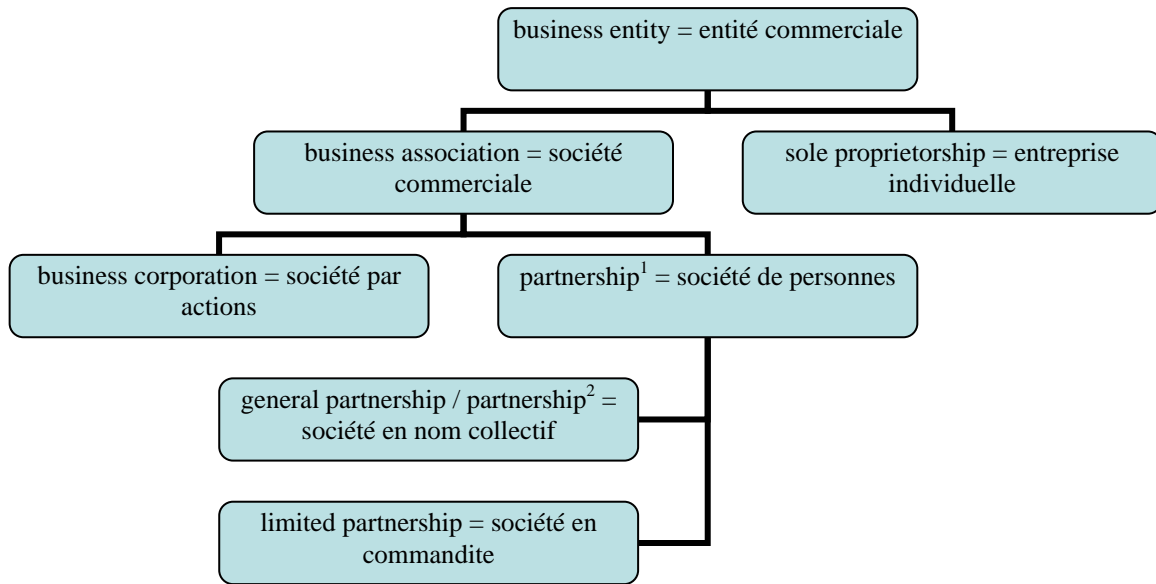 business entity = entité commerciale
business association = société
commerciale
sole proprietorship = entreprise
individuelle
business corporation = société par
actions
partnership¹ = société de personnes
general partnership / partnership² =
société en nom collectif
limited partnership = société en
commandite